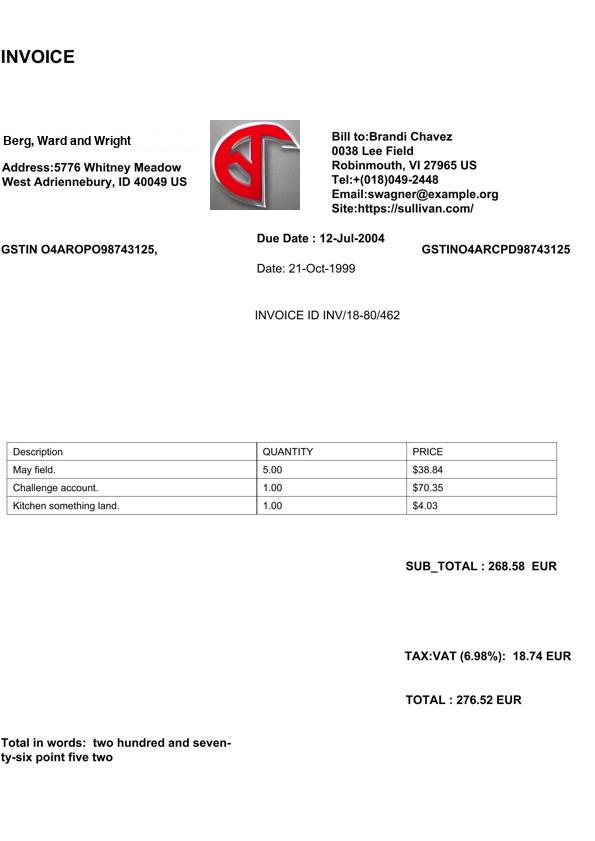 INVOICE
Berg, Ward and Wright
Address:5776 Whitney Meadow
West Adriennebury, ID 40049 US
Bill to:Brandi Chavez
0038 Lee Field
Robinmouth, VI 27965 US
Tel:+(018)049-2448
Email:swagner@example.org
Site:https://sullivan.com/
GSTIN O4AROPO98743125,
Due Date : 12-Jul-2004
GSTINO4ARCPD98743125
Date: 21-Oct-1999
INVOICE ID INV/18-80/462
Description QUANTITY PRICE
May field. 5.00 $38.84
Challenge account. 1.00 $70.35
Kitchen something land. 1.00 $4.03
SUB_TOTAL : 268.58 EUR
TAX:VAT (6.98%): 18.74 EUR
TOTAL : 276.52 EUR
Total in words: two hundred and seven-
ty-six point five two